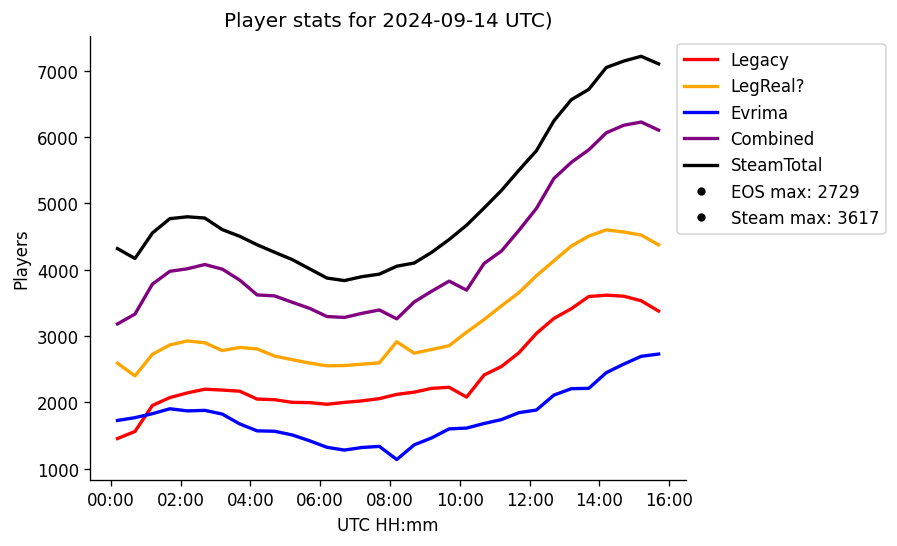 Player stats for 2024-09-14 UTC)
Players
7000
6000
5000
4000
3000
2000
1000
00:00 02:00 04:00 06:00 08:00 10:00 12:00 14:00 16:00
UTC HH:mm
Legacy
LegReal?
Evrima
Combined
SteamTotal
EOS max: 2729
Steam max: 3617